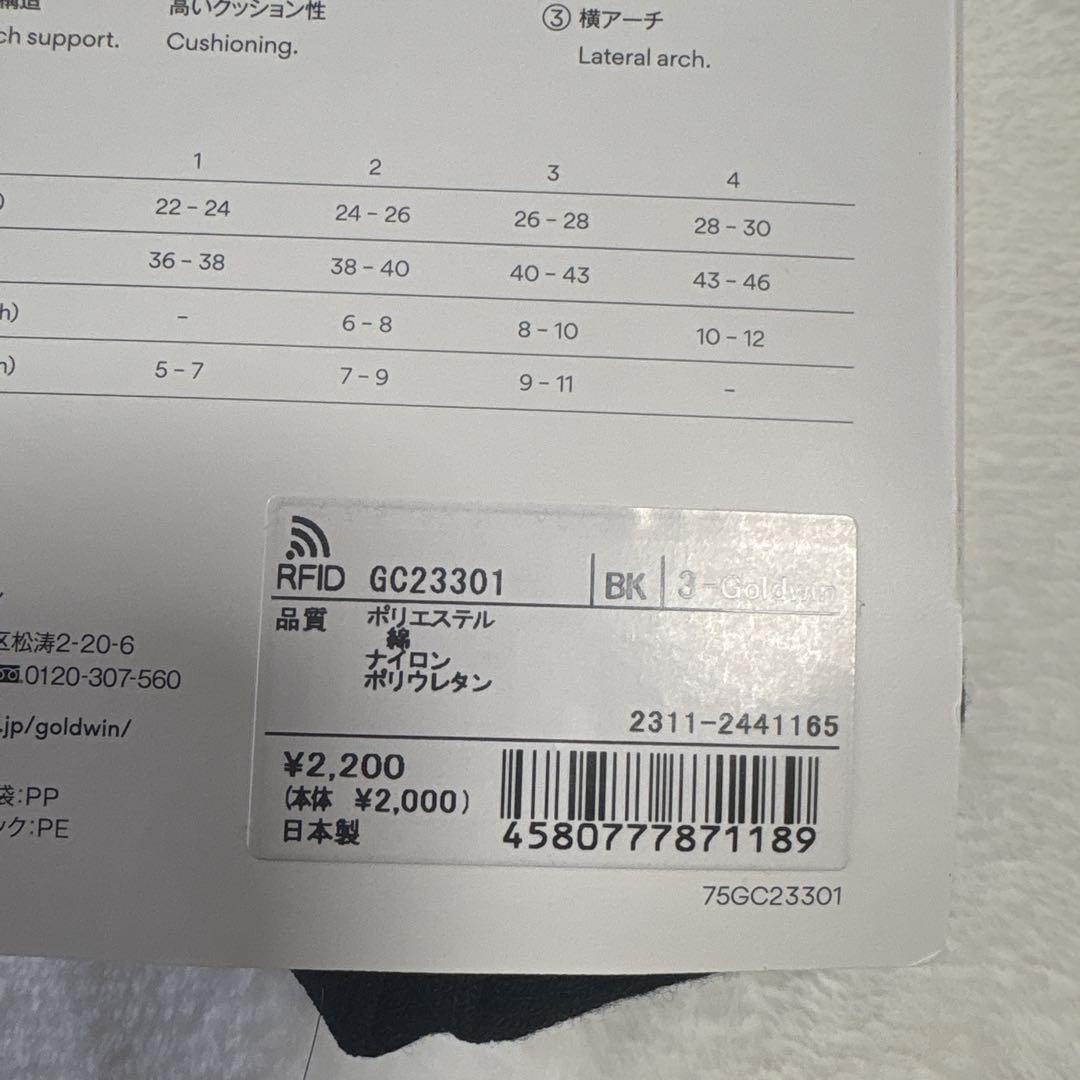 構造
高いクッション性
③ 横アーチ
ch support.
Cushioning.
Lateral arch.
1 2 3 4
) 22 – 24 24 – 26 26 – 28 28 – 30
36 – 38 38 – 40 40 – 43 43 – 46
h) – 6 – 8 8 – 10 10 – 12
n) 5 – 7 7 – 9 9 – 11 –
RFID GC23301 BK 3-Goldwin
品質 ポリエステル
綿
ナイロン
ポリウレタン
2311-2441165
¥2,200
(本体 ¥2,000)
日本製
4580777871189
75GC23301
区松涛2-20-6
0120-307-560
.jp/goldwin/
袋:PP
ック:PE